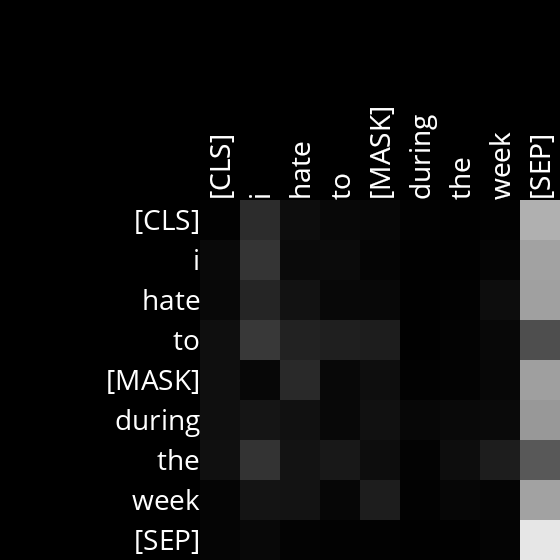 [CLS] i hate to [MASK] during the week [SEP]
[CLS]
i
hate
to
[MASK]
during
the
week
[SEP]